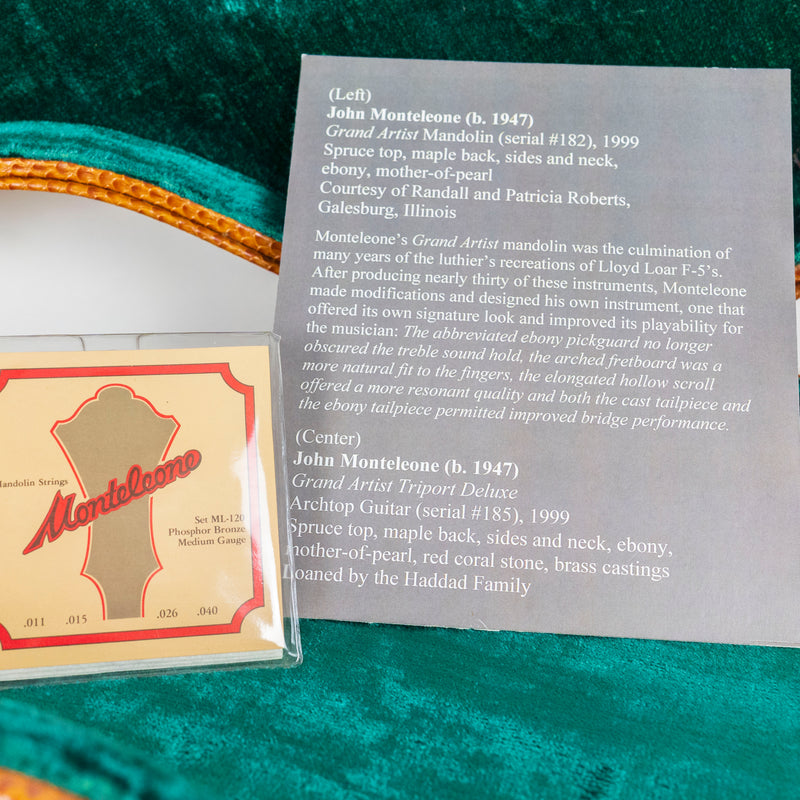 (Left)
John Monteleone (b. 1947)
Grand Artist Mandolin (serial #182), 1999
Spruce top, maple back, sides and neck,
ebony, mother-of-pearl
Courtesy of Randall and Patricia Roberts,
Galesburg, Illinois
Monteleone's Grand Artist mandolin was the culmination of
many years of the luthier's recreations of Lloyd Loar F-5's.
After producing nearly thirty of these instruments, Monteleone
made modifications and designed his own instrument, one that
offered its own signature look and improved its playability for
the musician: The abbreviated ebony pickguard no longer
obscured the treble sound hold, the arched fretboard was a
more natural fit to the fingers, the elongated hollow scroll
offered a more resonant quality and both the cast tailpiece and
the ebony tailpiece permitted improved bridge performance.
(Center)
John Monteleone (b. 1947)
Grand Artist Triport Deluxe
Archtop Guitar (serial #185), 1999
Spruce top, maple back, sides and neck, ebony,
mother-of-pearl, red coral stone, brass castings
Loaned by the Haddad Family
Mandolin Strings
Monteleone
Set ML-120
Phosphor Bronze
Medium Gauge
.011 .015 .026 .040